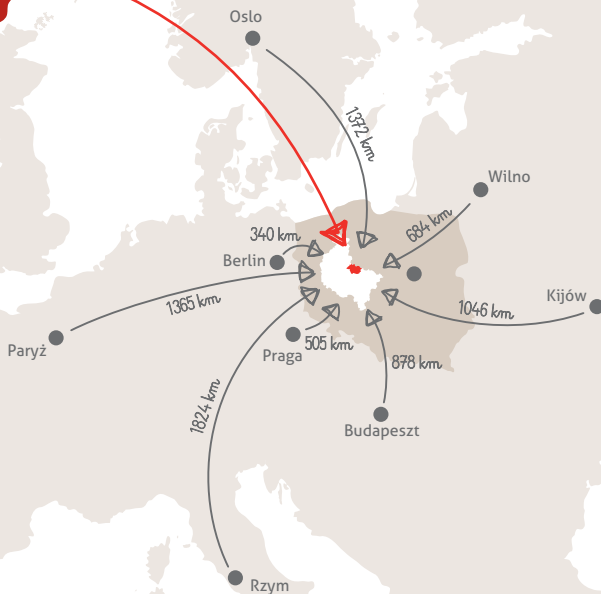 Oslo
1372 km
Wilno
684 km
340 km
Berlin
1365 km
Kijów
1046 km
Paryż
Praga
505 km
878 km
1824 km
Budapeszt
Rzym